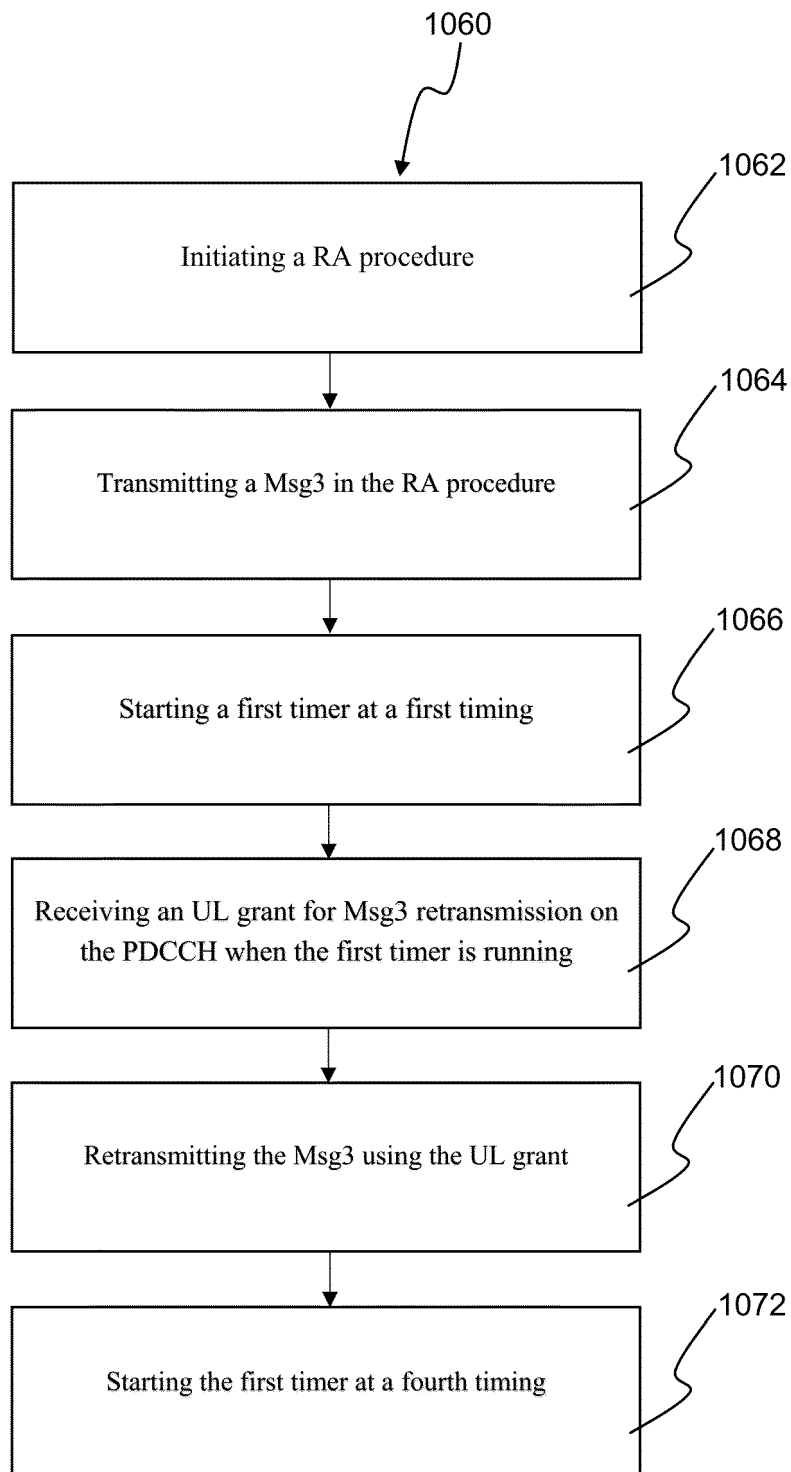 1060
1062
Initiating a RA procedure
1064
Transmitting a Msg3 in the RA procedure
1066
Starting a first timer at a first timing
1068
Receiving an UL grant for Msg3 retransmission on
the PDCCH when the first timer is running
1070
Retransmitting the Msg3 using the UL grant
1072
Starting the first timer at a fourth timing